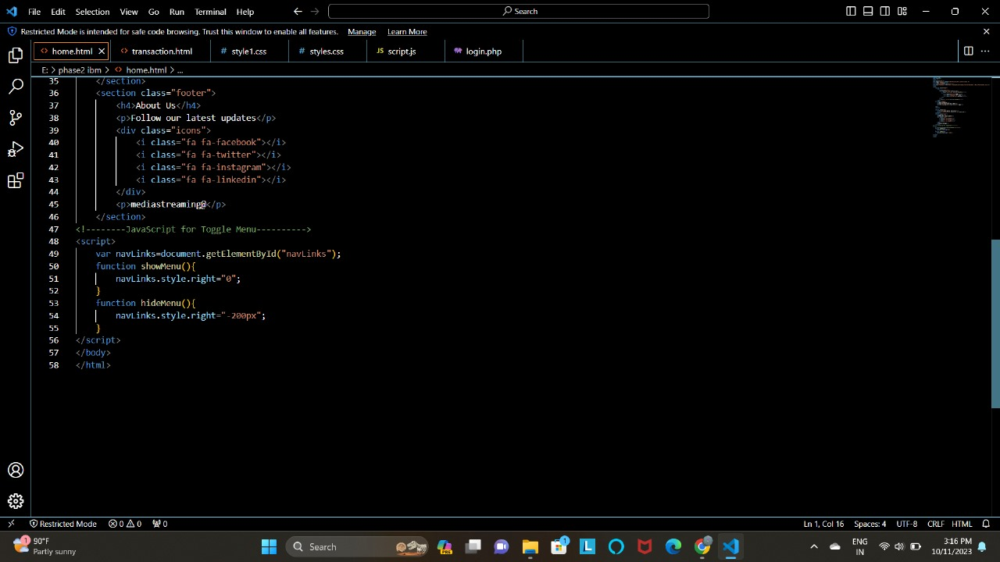 File Edit Selection View Go Run Terminal Help
Search
Restricted Mode is intended for safe code browsing. Trust this window to enable all features. Manage Learn More
home.html transaction.html style1.css styles.css JS script.js login.php
E: > phase2 ibm > home.html > ...
35 </section>
36 <section class="footer">
37 <h4>About Us</h4>
38 <p>Follow our latest updates</p>
39 <div class="icons">
40 <i class="fa fa-facebook"></i>
41 <i class="fa fa-twitter"></i>
42 <i class="fa fa-instagram"></i>
43 <i class="fa fa-linkedin"></i>
44 </div>
45 <p>mediastreaming@</p>
46 </section>
47 <!--------JavaScript for Toggle Menu---------->
48 <script>
49 var navLinks=document.getElementById("navLinks");
50 function showMenu(){
51 navLinks.style.right="0";
52 }
53 function hideMenu(){
54 navLinks.style.right="-200px";
55 }
56 </script>
57 </body>
58 </html>
Restricted Mode 0 0 0 Ln 1, Col 16 Spaces: 4 UTF-8 CRLF HTML
1 90°F
Partly sunny
Search
PRE
1
L
ENG
IN
3:16 PM
10/11/2023